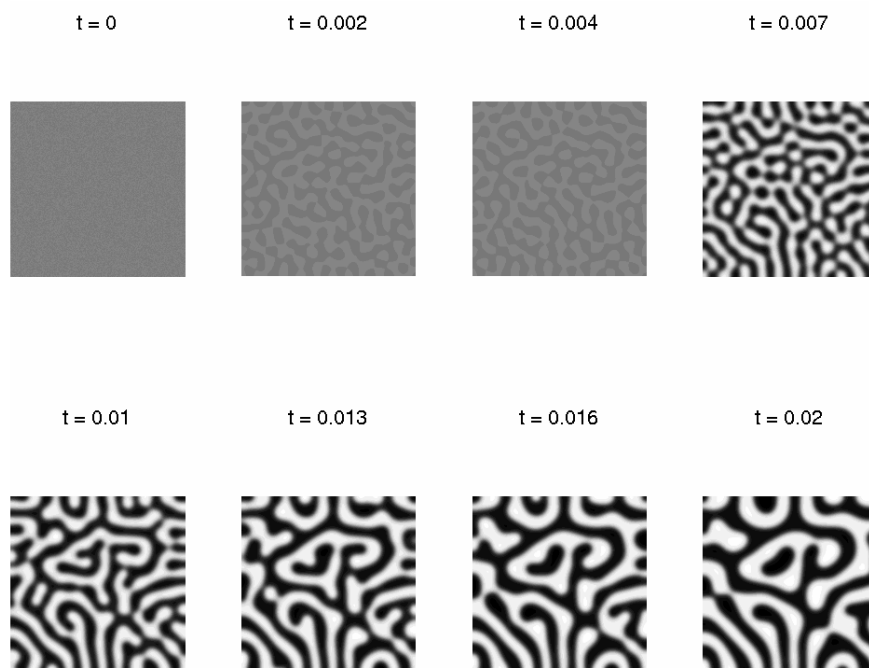 t = 0
t = 0.002
t = 0.004
t = 0.007
t = 0.01
t = 0.013
t = 0.016
t = 0.02